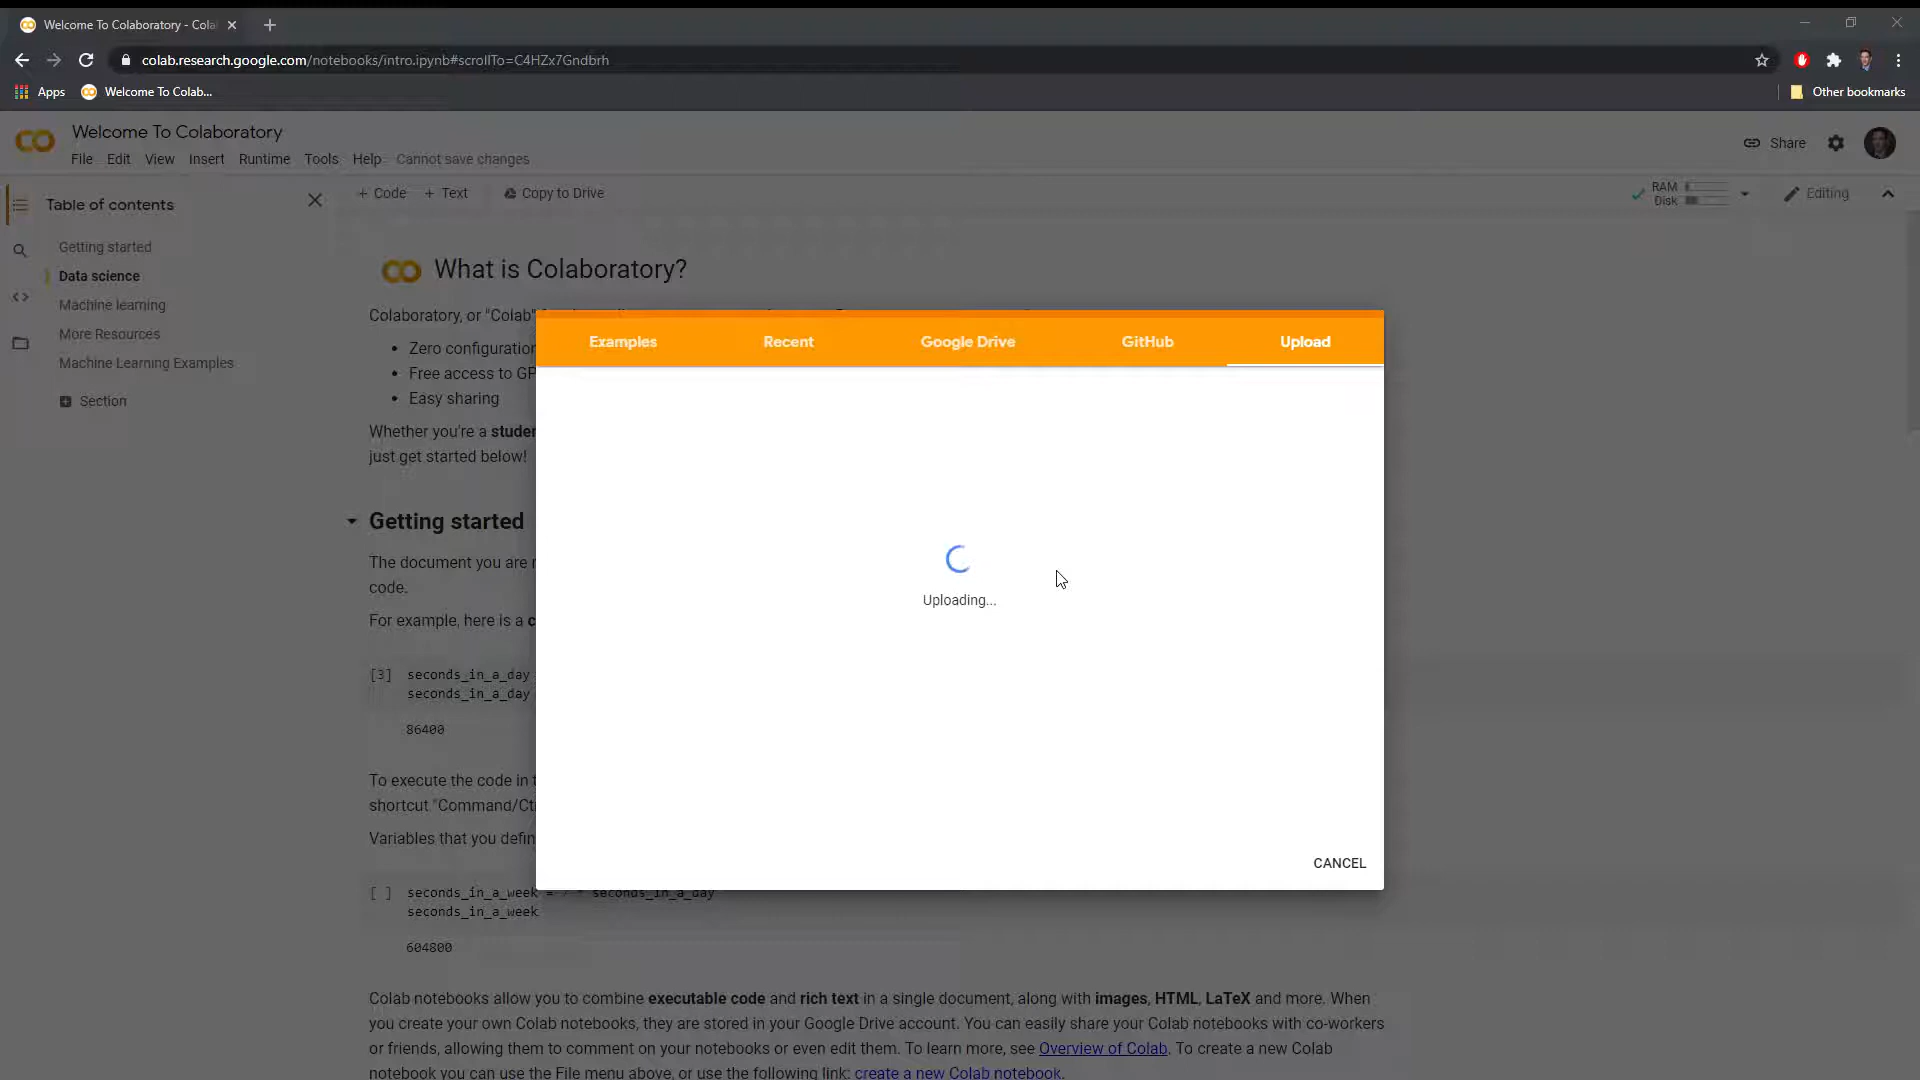 Welcome To Colaboratory - Cola
colab.research.google.com/notebooks/intro.ipynb#scrollTo=C4HZx7Gndbrh
Apps
Welcome To Colab...
Other bookmarks
Welcome To Colaboratory
File Edit View Insert Runtime Tools Help Cannot save changes
Share
Table of contents
+ Code + Text Copy to Drive
RAM
Disk
Editing
Getting started
Data science
Machine learning
More Resources
Machine Learning Examples
Section
What is Colaboratory?
Colaboratory, or "Colab"
Zero configuration
Free access to GP
Easy sharing
Whether you're a studen
just get started below!
Examples Recent Google Drive GitHub Upload
Uploading...
CANCEL
Getting started
The document you are
code.
For example, here is a
[3] seconds_in_a_day
seconds_in_a_day
86400
To execute the code in
shortcut "Command/Ct
Variables that you defin
[ ] seconds_in_a_week = 7 * seconds_in_a_day
seconds_in_a_week
604800
Colab notebooks allow you to combine executable code and rich text in a single document, along with images, HTML, LaTeX and more. When
you create your own Colab notebooks, they are stored in your Google Drive account. You can easily share your Colab notebooks with co-workers
or friends, allowing them to comment on your notebooks or even edit them. To learn more, see Overview of Colab. To create a new Colab
notebook you can use the File menu above, or use the following link: create a new Colab notebook.